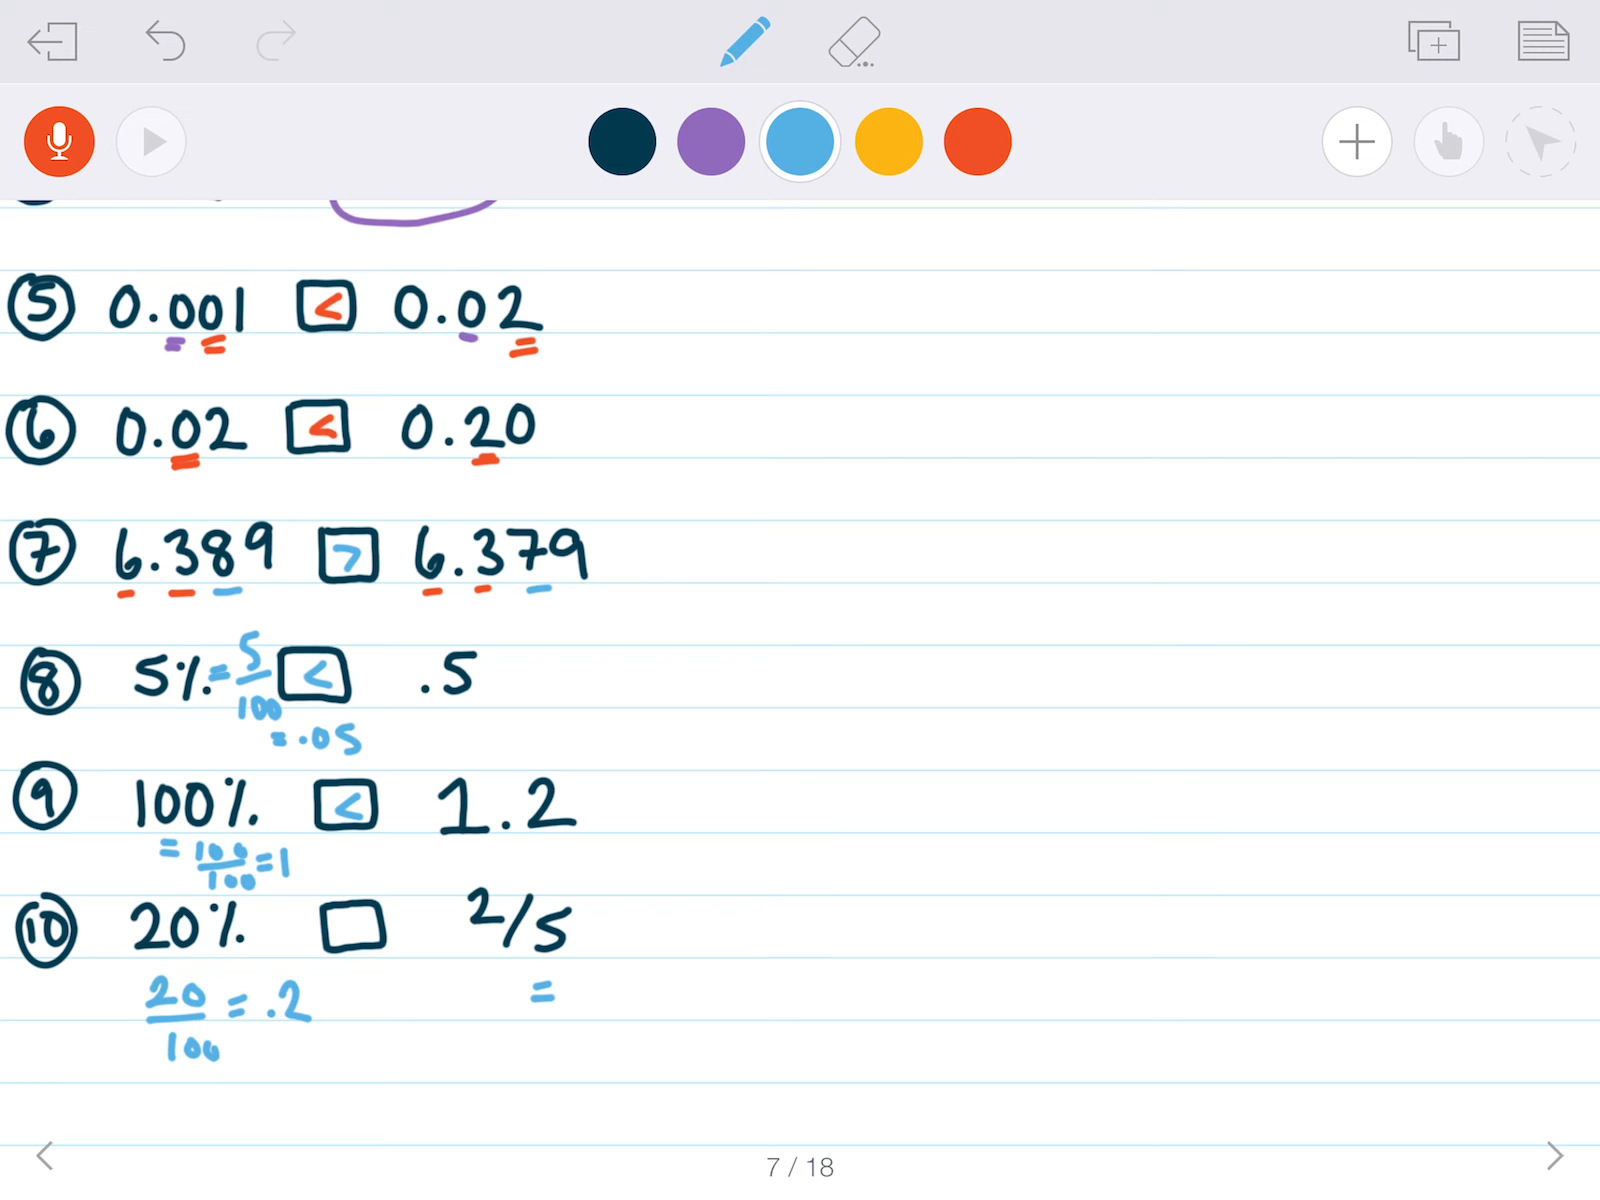 5 0.001 < 0.02
6 0.02 < 0.20
7 6.389 > 6.379
8 5% = 5/100 < .5
= .05
9 100% < 1.2
= 100/100 = 1
10 20% □ 2/5
20/100 = .2 =
7 / 18